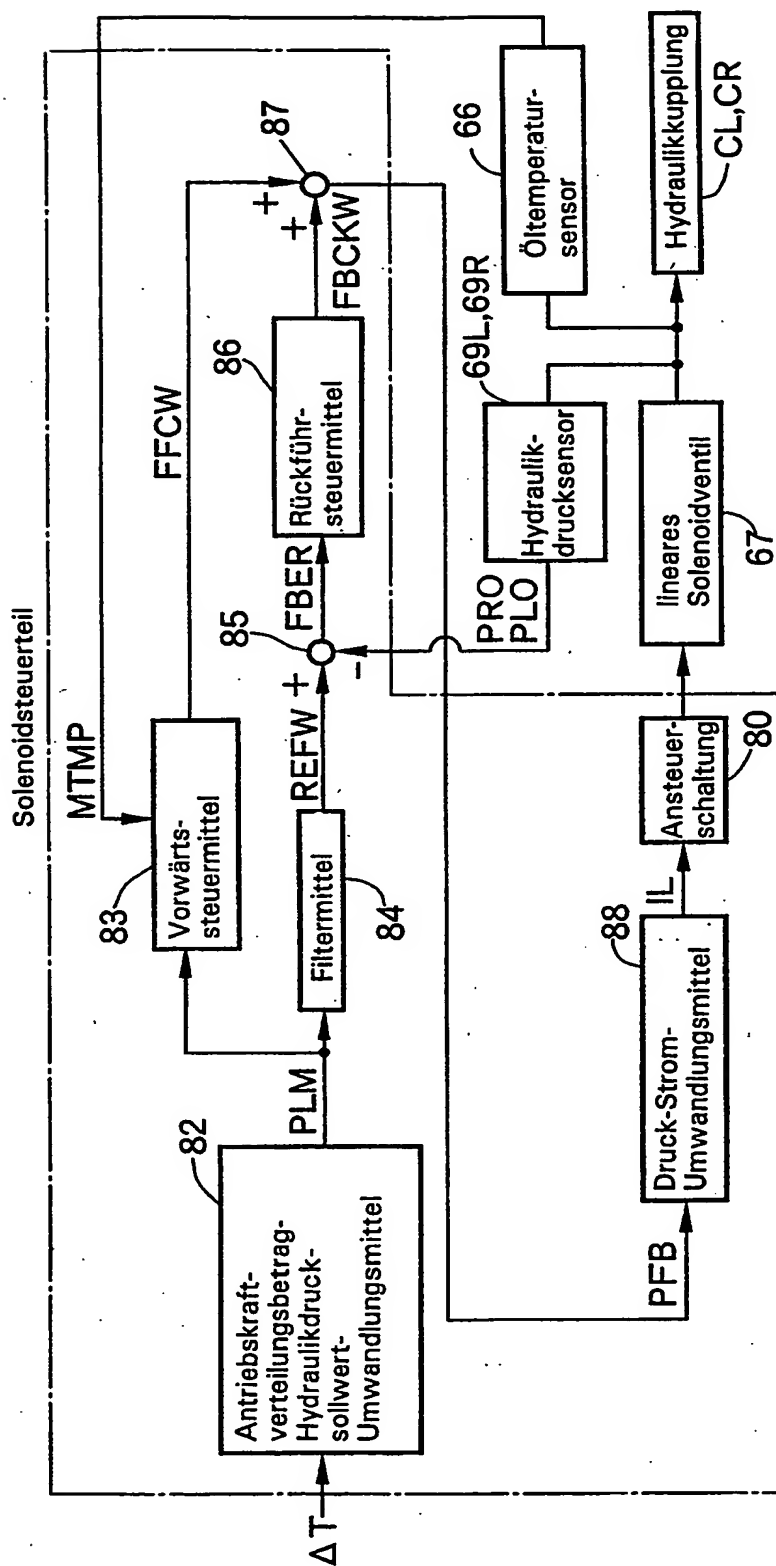 Solenoidsteuerteil
MTMP
83
Vorwärts-
steuermittel
FFCW
87
+
+
82
Antriebskraft-
verteilungsbetrag-
Hydraulikdruck-
sollwert-
Umwandlungsmittel
ΔT
PLM
Filtermittel
84
REFW
+
-
85
FBER
86
Rückführ-
steuermittel
FBCKW
PRO
PLO
69L,69R
Hydraulik-
drucksensor
66
Öltemperatur-
sensor
PFB
88
Druck-Strom-
Umwandlungsmittel
IL
Ansteuer-
schaltung
80
lineares
Solenoidventil
67
Hydraulikkupplung
CL,CR